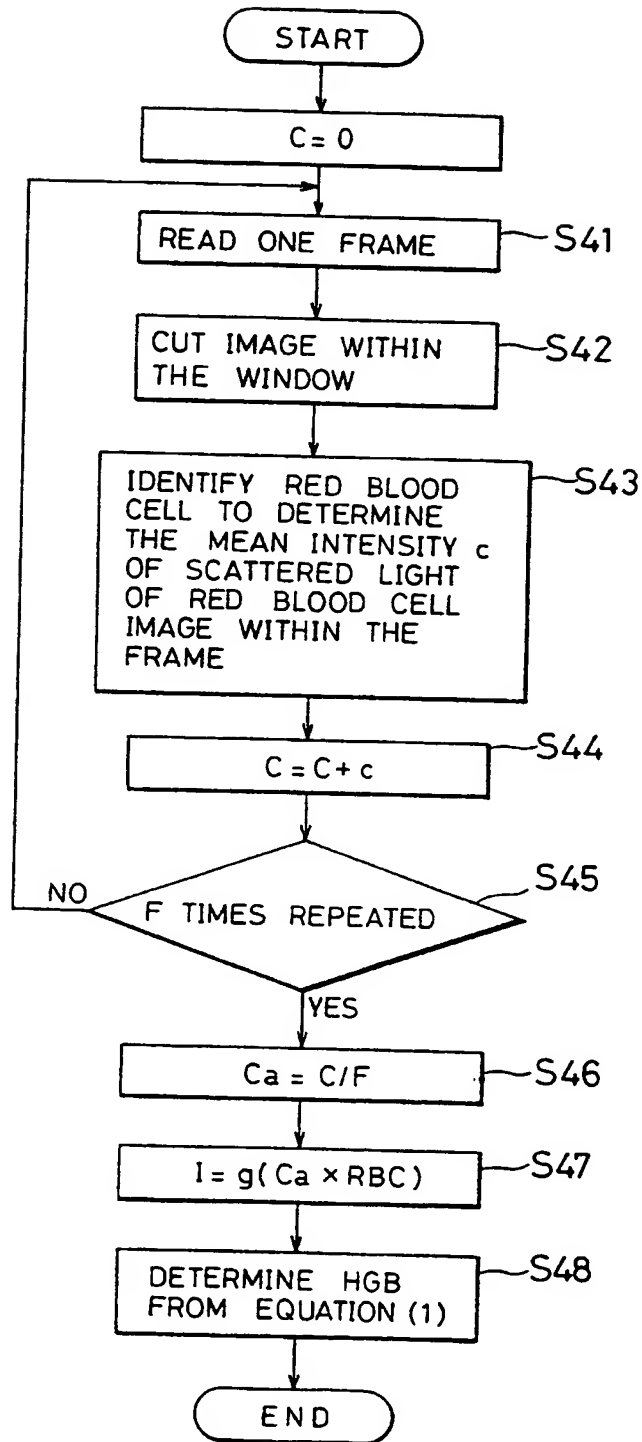 START
C = 0
READ ONE FRAME
S41
CUT IMAGE WITHIN
THE WINDOW
S42
IDENTIFY RED BLOOD
CELL TO DETERMINE
THE MEAN INTENSITY c
OF SCATTERED LIGHT
OF RED BLOOD CELL
IMAGE WITHIN THE
FRAME
S43
C = C + c
S44
F TIMES REPEATED
S45
NO
YES
Ca = C/F
S46
I = g( Ca × RBC)
S47
DETERMINE HGB
FROM EQUATION (1)
S48
END